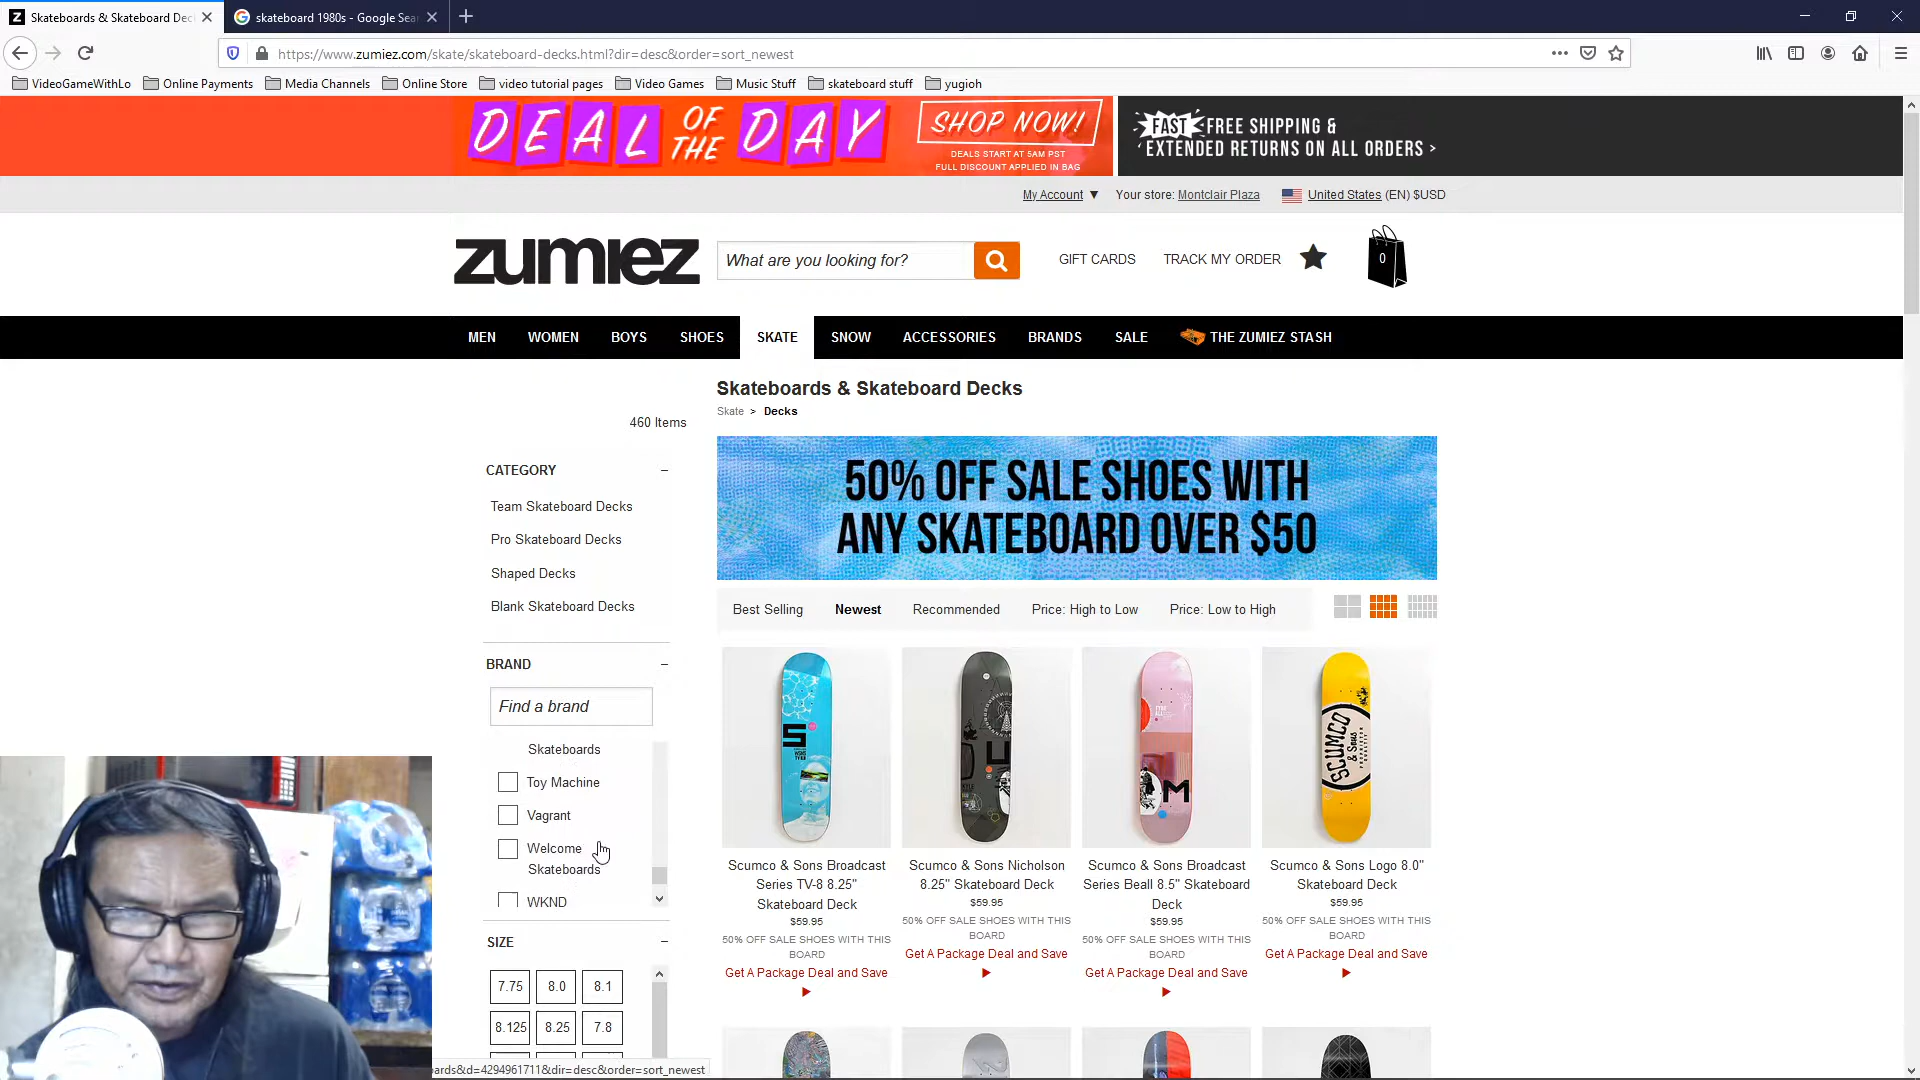 Skateboards & Skateboard Dec
skateboard 1980s - Google Sea
https://www.zumiez.com/skate/skateboard-decks.html?dir=desc&order=sort_newest
VideoGameWithLo
Online Payments
Media Channels
Online Store
video tutorial pages
Video Games
Music Stuff
skateboard stuff
yugioh
DEAL OF THE DAY
SHOP NOW!
DEALS START AT 5AM PST
FULL DISCOUNT APPLIED IN BAG
FAST FREE SHIPPING &
EXTENDED RETURNS ON ALL ORDERS >
My Account ▼
Your store: Montclair Plaza
United States (EN) $USD
zumiez
What are you looking for?
GIFT CARDS
TRACK MY ORDER
0
MEN
WOMEN
BOYS
SHOES
SKATE
SNOW
ACCESSORIES
BRANDS
SALE
THE ZUMIEZ STASH
Skateboards & Skateboard Decks
Skate > Decks
460 Items
CATEGORY
Team Skateboard Decks
Pro Skateboard Decks
Shaped Decks
Blank Skateboard Decks
BRAND
Find a brand
Skateboards
Toy Machine
Vagrant
Welcome
Skateboards
WKND
SIZE
7.75 8.0 8.1
8.125 8.25 7.8
50% OFF SALE SHOES WITH
ANY SKATEBOARD OVER $50
Best Selling
Newest
Recommended
Price: High to Low
Price: Low to High
Scumco & Sons Broadcast
Series TV-8 8.25"
Skateboard Deck
$59.95
50% OFF SALE SHOES WITH THIS
BOARD
Get A Package Deal and Save
Scumco & Sons Nicholson
8.25" Skateboard Deck
$59.95
50% OFF SALE SHOES WITH THIS
BOARD
Get A Package Deal and Save
Scumco & Sons Broadcast
Series Beall 8.5" Skateboard
Deck
$59.95
50% OFF SALE SHOES WITH THIS
BOARD
Get A Package Deal and Save
SCUMCO
& SONS
Scumco & Sons Logo 8.0"
Skateboard Deck
$59.95
50% OFF SALE SHOES WITH THIS
BOARD
Get A Package Deal and Save
ards&d=4294961711&dir=desc&order=sort_newest